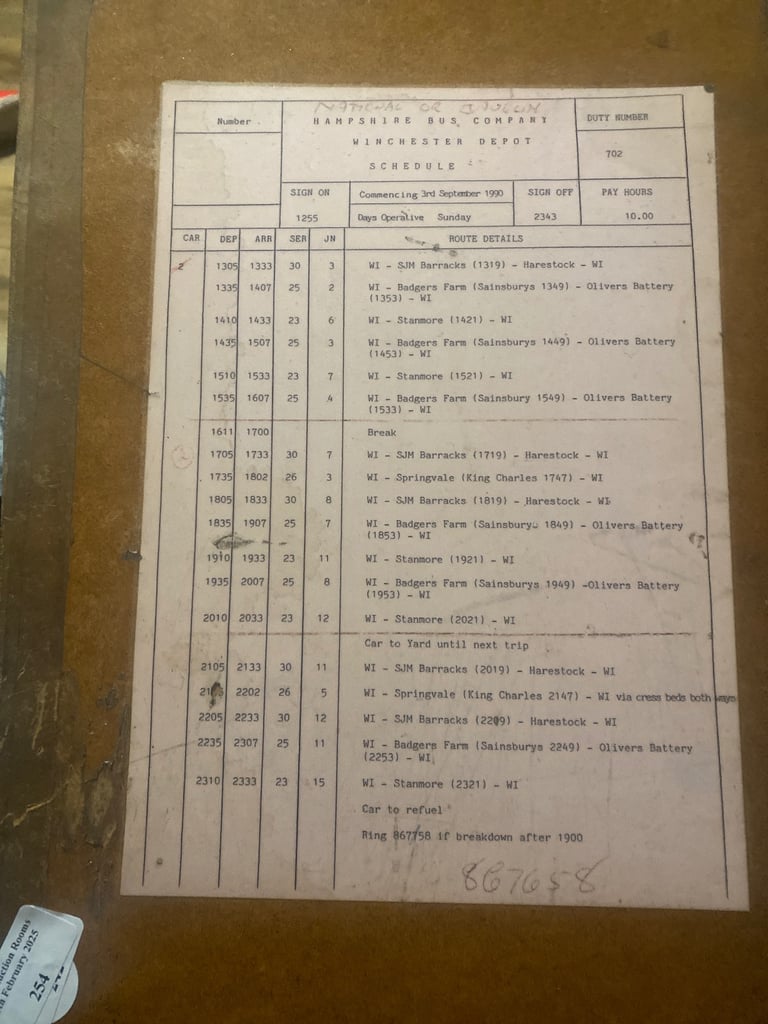 NATIONAL OR
Number
HAMPSHIRE BUS COMPANY
WINCHESTER DEPOT
SCHEDULE
DUTY NUMBER
702
SIGN ON
Commencing 3rd September 1990
SIGN OFF
PAY HOURS
1255
Days Operative Sunday
2343
10.00
CAR DEP ARR SER JN ROUTE DETAILS
2 1305 1333 30 3 WI - SJM Barracks (1319) - Harestock - WI
1335 1407 25 2 WI - Badgers Farm (Sainsburys 1349) - Olivers Battery
(1353) - WI
1410 1433 23 6 WI - Stanmore (1421) - WI
1435 1507 25 3 WI - Badgers Farm (Sainsburys 1449) - Olivers Battery
(1453) - WI
1510 1533 23 7 WI - Stanmore (1521) - WI
1535 1607 25 4 WI - Badgers Farm (Sainsbury 1549) - Olivers Battery
(1533) - WI
1611 1700 Break
2 1705 1733 30 7 WI - SJM Barracks (1719) - Harestock - WI
1735 1802 26 3 WI - Springvale (King Charles 1747) - WI
1805 1833 30 8 WI - SJM Barracks (1819) - Harestock - WI
1835 1907 25 7 WI - Badgers Farm (Sainsburys 1849) - Olivers Battery
(1853) - WI
1910 1933 23 11 WI - Stanmore (1921) - WI
1935 2007 25 8 WI - Badgers Farm (Sainsburys 1949) -Olivers Battery
(1953) - WI
2010 2033 23 12 WI - Stanmore (2021) - WI
Car to Yard until next trip
2105 2133 30 11 WI - SJM Barracks (2019) - Harestock - WI
2202 26 5 WI - Springvale (King Charles 2147) - WI via cress beds both ways
2205 2233 30 12 WI - SJM Barracks (2209) - Harestock - WI
2235 2307 25 11 WI - Badgers Farm (Sainsburys 2249) - Olivers Battery
(2253) - WI
2310 2333 23 15 WI - Stanmore (2321) - WI
Car to refuel
Ring 867758 if breakdown after 1900
867658
ction Rooms
February 2025
254